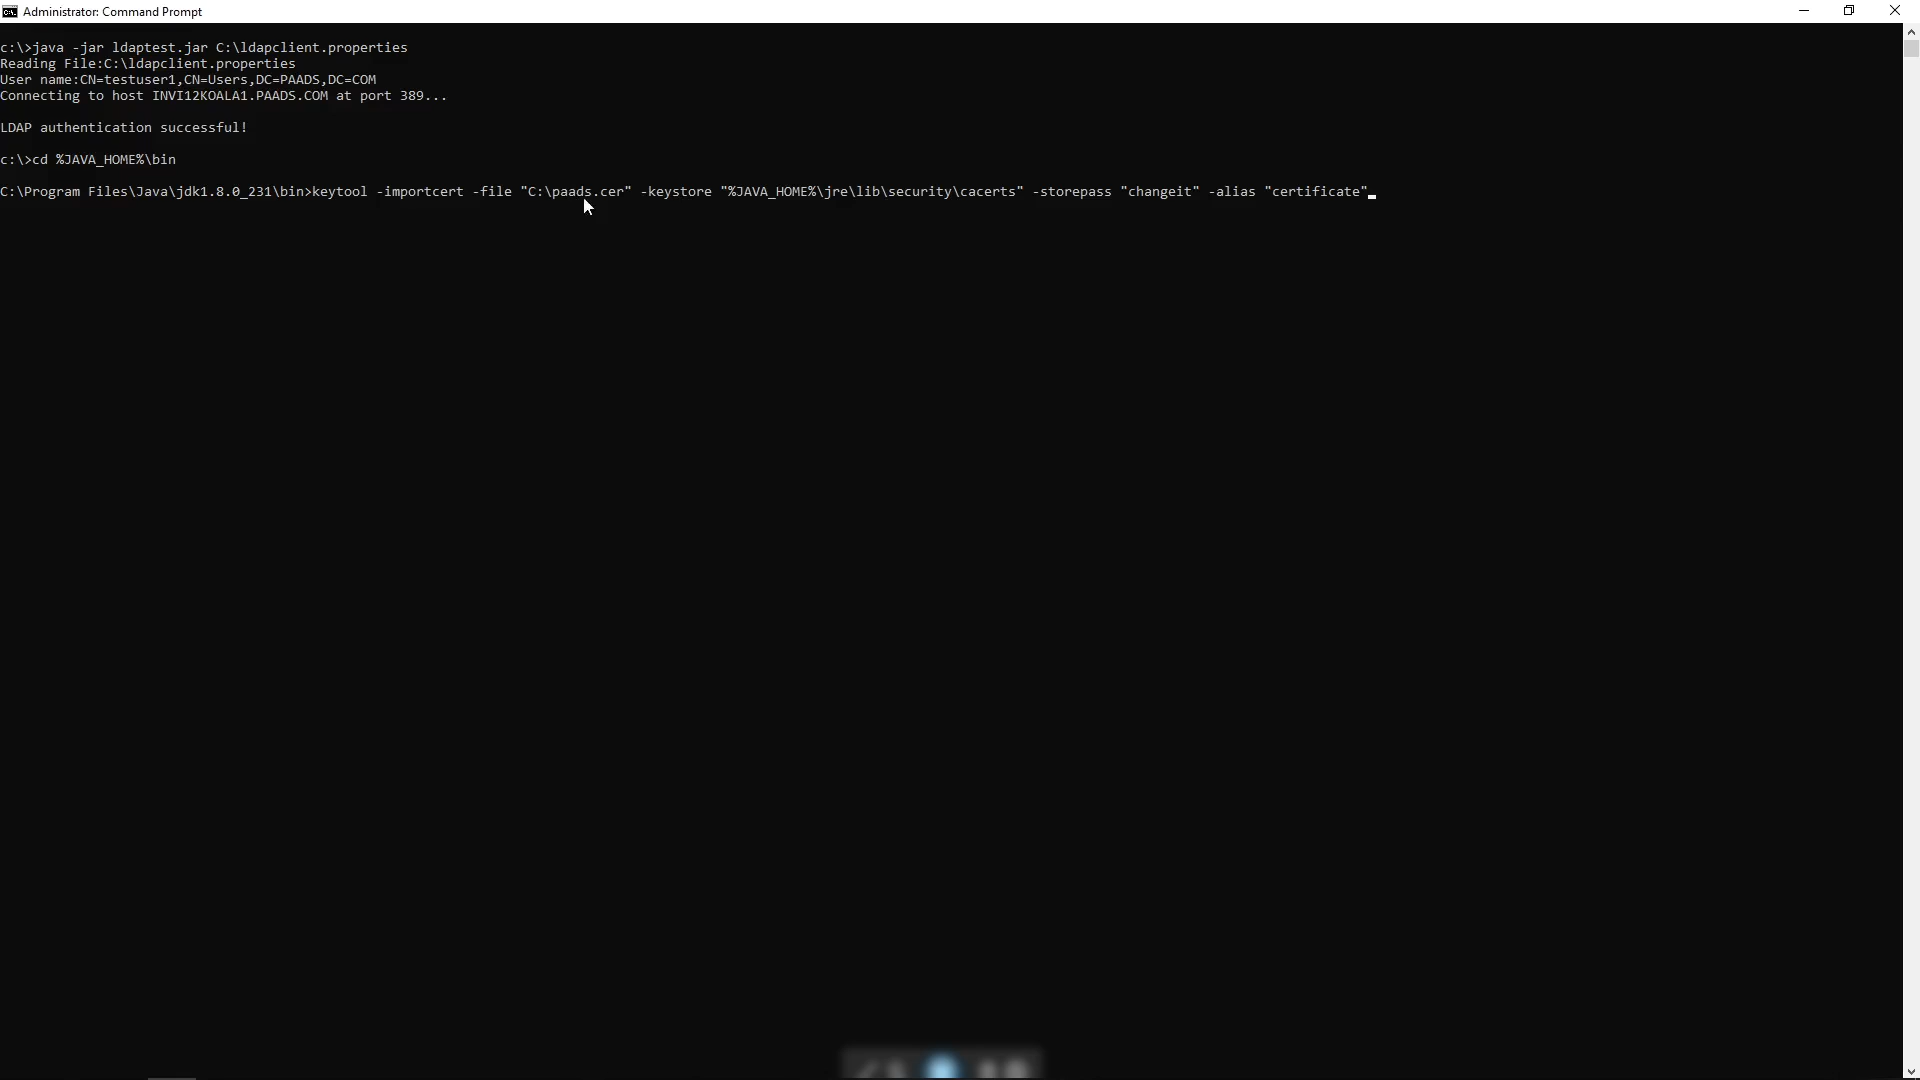 Administrator: Command Prompt
c:\>java -jar ldaptest.jar C:\ldapclient.properties
Reading File:C:\ldapclient.properties
User name:CN=testuser1,CN=Users,DC=PAADS,DC=COM
Connecting to host INVI12KOALA1.PAADS.COM at port 389...
LDAP authentication successful!
c:\>cd %JAVA_HOME%\bin
C:\Program Files\Java\jdk1.8.0_231\bin>keytool -importcert -file "C:\paads.cer" -keystore "%JAVA_HOME%\jre\lib\security\cacerts" -storepass "changeit" -alias "certificate"